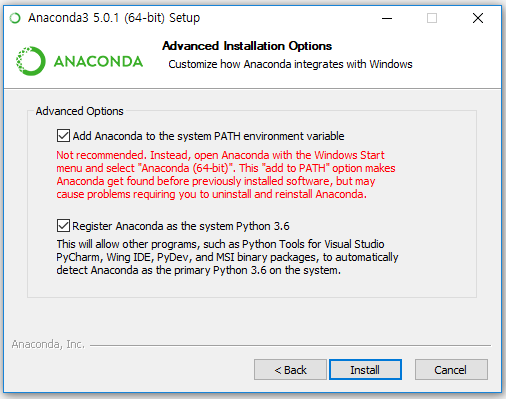 Anaconda3 5.0.1 (64-bit) Setup
Advanced Installation Options
Customize how Anaconda integrates with Windows
ANACONDA
Advanced Options
Add Anaconda to the system PATH environment variable
Not recommended. Instead, open Anaconda with the Windows Start
menu and select "Anaconda (64-bit)". This "add to PATH" option makes
Anaconda get found before previously installed software, but may
cause problems requiring you to uninstall and reinstall Anaconda.
Register Anaconda as the system Python 3.6
This will allow other programs, such as Python Tools for Visual Studio
PyCharm, Wing IDE, PyDev, and MSI binary packages, to automatically
detect Anaconda as the primary Python 3.6 on the system.
Anaconda, Inc.
< Back
Install
Cancel